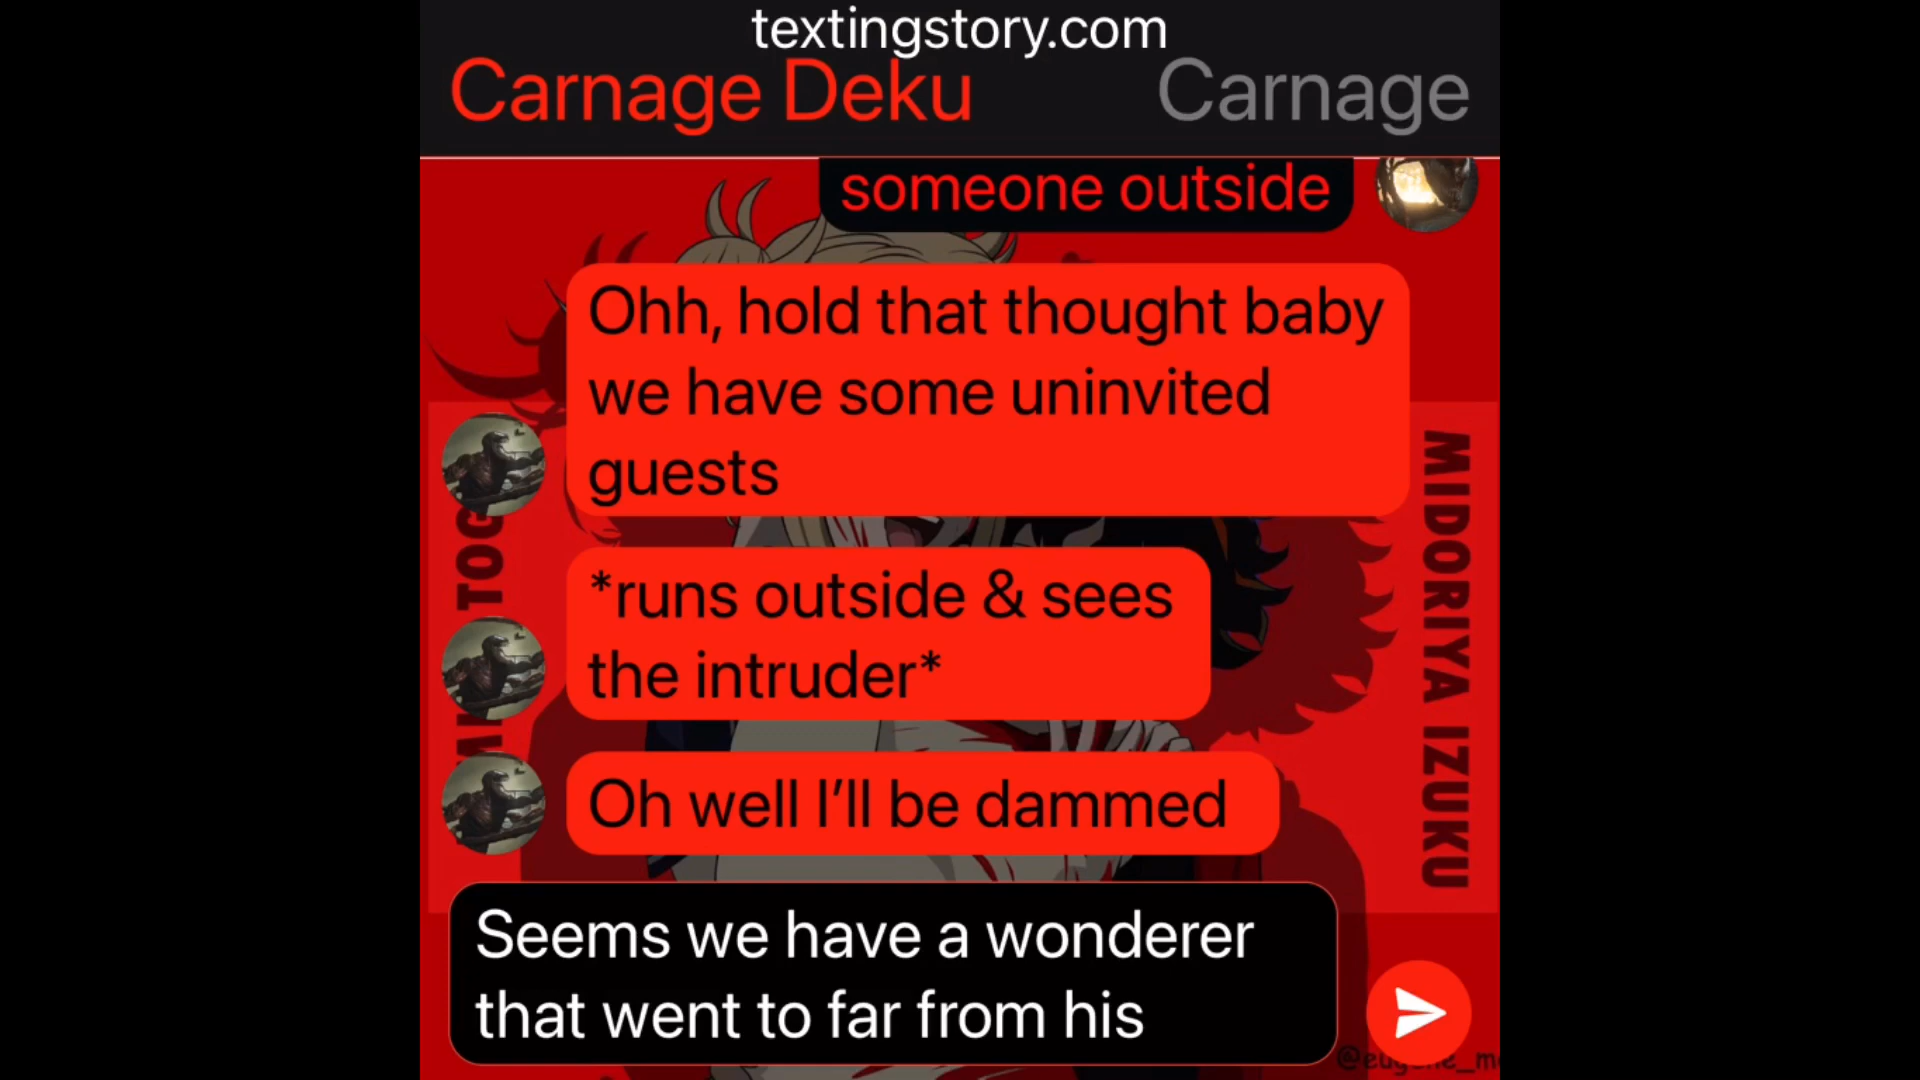 textingstory.com
Carnage Deku Carnage
someone outside
Ohh, hold that thought baby
we have some uninvited
guests
*runs outside & sees
the intruder*
Oh well I'll be dammed
Seems we have a wonderer
that went to far from his
TOG
MIDORIYA IZUKU